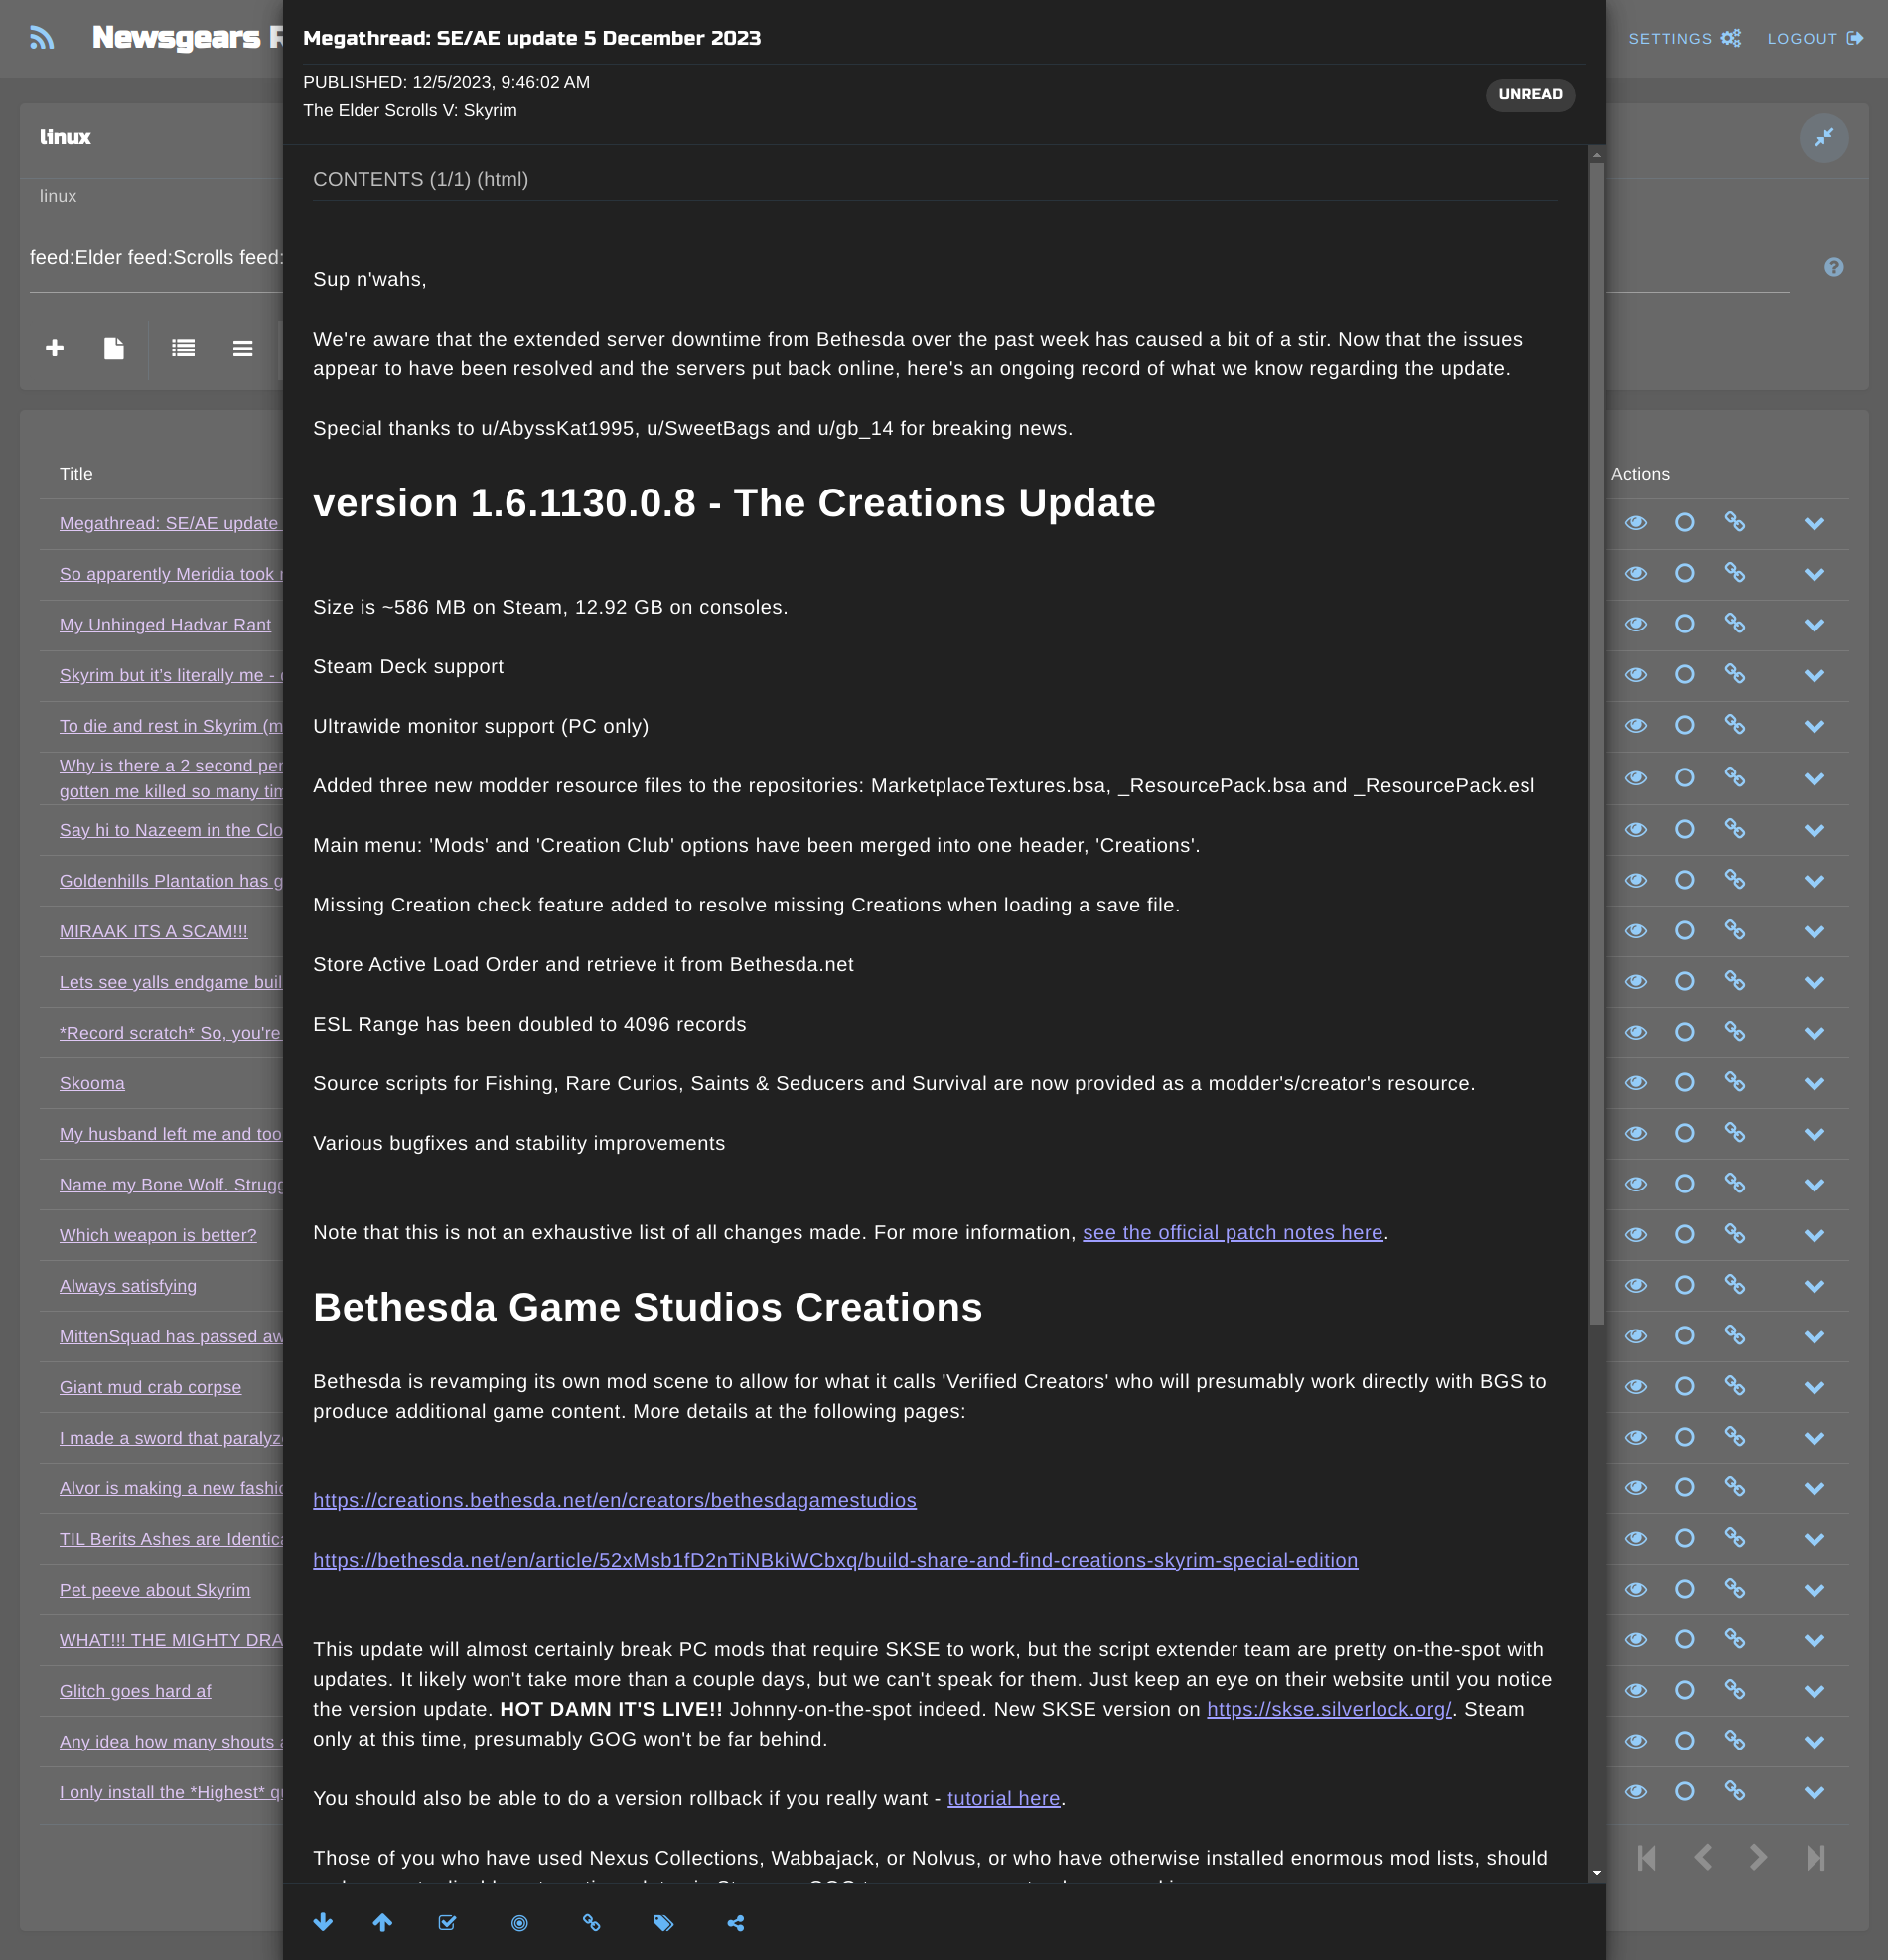 Newsgears
SETTINGS
LOGOUT
linux
linux
feed:Elder feed:Scrolls feed:
Title
Actions
Megathread: SE/AE update
So apparently Meridia took
My Unhinged Hadvar Rant
Skyrim but it's literally me -
To die and rest in Skyrim
Why is there a 2 second
gotten me killed so many
Say hi to Nazeem in the
Goldenhills Plantation has
MIRAAK ITS A SCAM!!!
Lets see yalls endgame
*Record scratch* So, you're
Skooma
My husband left me and
Name my Bone Wolf.
Which weapon is better?
Always satisfying
MittenSquad has passed
Giant mud crab corpse
I made a sword that
Alvor is making a new
TIL Berits Ashes are
Pet peeve about Skyrim
WHAT!!! THE MIGHTY
Glitch goes hard af
Any idea how many shouts
I only install the *Highest*
Megathread: SE/AE update 5 December 2023
PUBLISHED: 12/5/2023, 9:46:02 AM
The Elder Scrolls V: Skyrim
UNREAD
CONTENTS (1/1) (html)
Sup n'wahs,
We're aware that the extended server downtime from Bethesda over the past week has caused a bit of a stir. Now that the issues
appear to have been resolved and the servers put back online, here's an ongoing record of what we know regarding the update.
Special thanks to u/AbyssKat1995, u/SweetBags and u/gb_14 for breaking news.
version 1.6.1130.0.8 - The Creations Update
Size is ~586 MB on Steam, 12.92 GB on consoles.
Steam Deck support
Ultrawide monitor support (PC only)
Added three new modder resource files to the repositories: MarketplaceTextures.bsa, _ResourcePack.bsa and _ResourcePack.esl
Main menu: 'Mods' and 'Creation Club' options have been merged into one header, 'Creations'.
Missing Creation check feature added to resolve missing Creations when loading a save file.
Store Active Load Order and retrieve it from Bethesda.net
ESL Range has been doubled to 4096 records
Source scripts for Fishing, Rare Curios, Saints & Seducers and Survival are now provided as a modder's/creator's resource.
Various bugfixes and stability improvements
Note that this is not an exhaustive list of all changes made. For more information, see the official patch notes here.
Bethesda Game Studios Creations
Bethesda is revamping its own mod scene to allow for what it calls 'Verified Creators' who will presumably work directly with BGS to
produce additional game content. More details at the following pages:
https://creations.bethesda.net/en/creators/bethesdagamestudios
https://bethesda.net/en/article/52xMsb1fD2nTiNBkiWCbxq/build-share-and-find-creations-skyrim-special-edition
This update will almost certainly break PC mods that require SKSE to work, but the script extender team are pretty on-the-spot with
updates. It likely won't take more than a couple days, but we can't speak for them. Just keep an eye on their website until you notice
the version update. HOT DAMN IT'S LIVE!! Johnny-on-the-spot indeed. New SKSE version on https://skse.silverlock.org/. Steam
only at this time, presumably GOG won't be far behind.
You should also be able to do a version rollback if you really want - tutorial here.
Those of you who have used Nexus Collections, Wabbajack, or Nolvus, or who have otherwise installed enormous mod lists, should